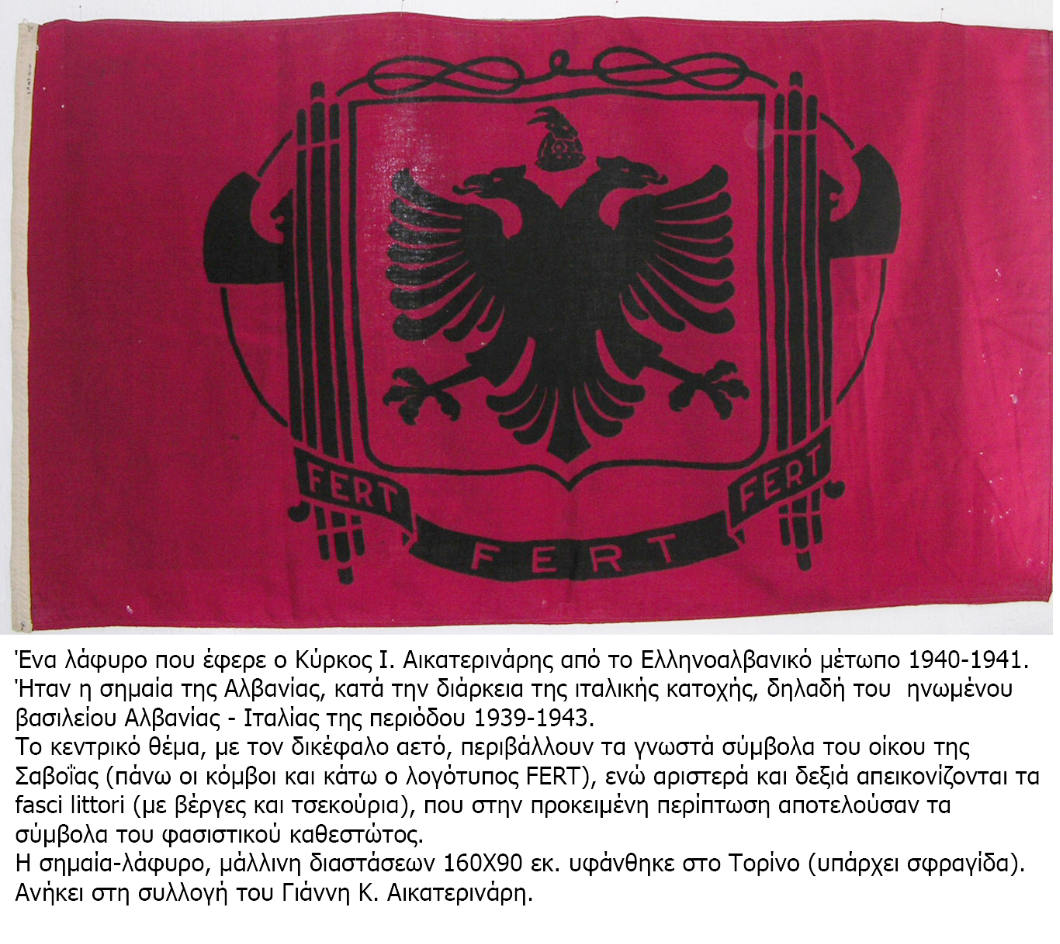 FERT
FERT
FERT
Ένα λάφυρο που έφερε ο Κύρκος Ι. Αικατερινάρης από το Ελληνοαλβανικό μέτωπο 1940-1941.
Ήταν η σημαία της Αλβανίας, κατά την διάρκεια της ιταλικής κατοχής, δηλαδή του ηνωμένου
βασιλείου Αλβανίας - Ιταλίας της περιόδου 1939-1943.
Το κεντρικό θέμα, με τον δικέφαλο αετό, περιβάλλουν τα γνωστά σύμβολα του οίκου της
Σαβοΐας (πάνω οι κόμβοι και κάτω ο λογότυπος FERT), ενώ αριστερά και δεξιά απεικονίζονται τα
fasci littori (με βέργες και τσεκούρια), που στην προκειμένη περίπτωση αποτελούσαν τα
σύμβολα του φασιστικού καθεστώτος.
Η σημαία-λάφυρο, μάλλινη διαστάσεων 160Χ90 εκ. υφάνθηκε στο Τορίνο (υπάρχει σφραγίδα).
Ανήκει στη συλλογή του Γιάννη Κ. Αικατερινάρη.